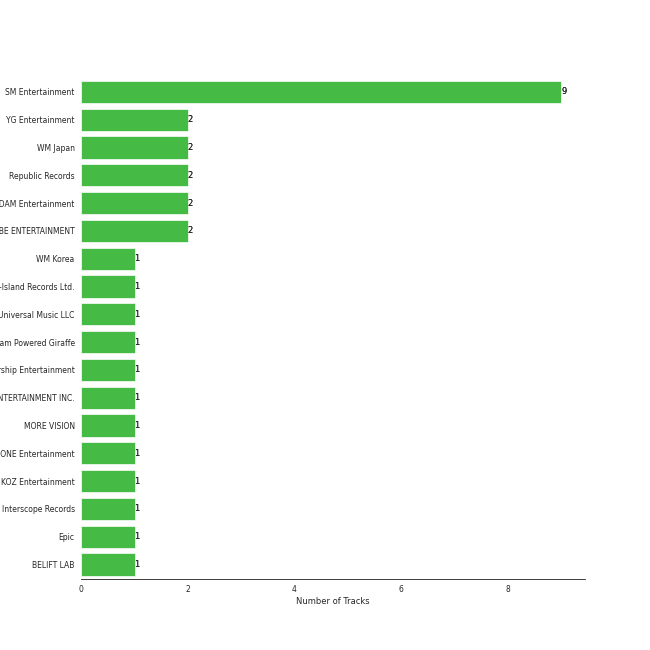 SM Entertainment 9
YG Entertainment 2
WM Japan 2
Republic Records 2
DAM Entertainment 2
BE ENTERTAINMENT 2
WM Korea 1
-Island Records Ltd. 1
Universal Music LLC 1
am Powered Giraffe 1
rship Entertainment 1
NTERTAINMENT INC. 1
MORE VISION 1
ONE Entertainment 1
KOZ Entertainment 1
Interscope Records 1
Epic 1
BELIFT LAB 1
0 2 4 6 8
Number of Tracks